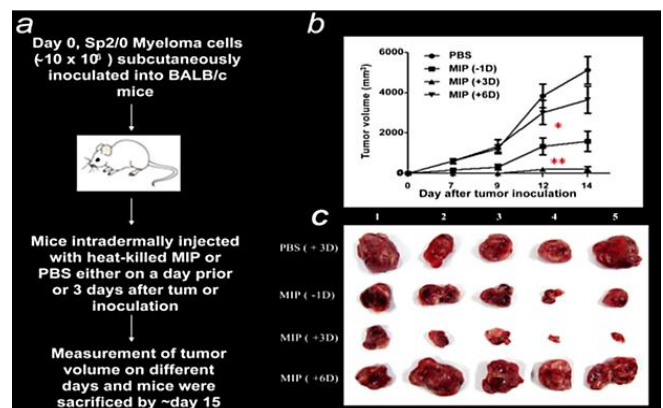 a
Day 0, Sp2/0 Myeloma cells
(~10 x 10⁶ ) subcutaneously
inoculated into BALB/c
mice
Mice intradermally injected
with heat-killed MIP or
PBS either on a day prior
or 3 days after tum or
inoculation
Measurement of tumor
volume on different
days and mice were
sacrificed by ~day 15
b
PBS
MIP (-1D)
MIP (+3D)
MIP (+6D)
Tumor volume (mm³)
6000
4000
2000
0
*
**
0 7 9 12 14
Day after tumor inoculation
c
1 2 3 4 5
PBS ( + 3D)
MIP ( -1D)
MIP ( +3D)
MIP ( +6D)